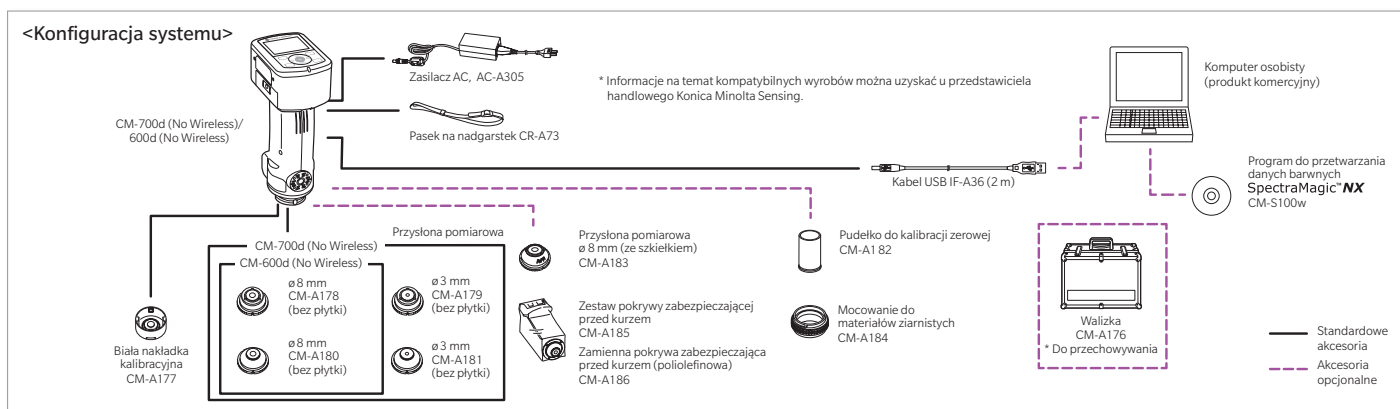 <Konfiguracja systemu>
Zasilacz AC, AC-A305
* Informacje na temat kompatybilnych wyrobów można uzyskać u przedstawiciela
handlowego Konica Minolta Sensing.
Komputer osobisty
(produkt komercyjny)
CM-700d (No Wireless)/
600d (No Wireless)
Pasek na nadgarstek CR-A73
Kabel USB IF-A36 (2 m)
Program do przetwarzania
danych barwnych
SpectraMagic™ NX
CM-S100w
Przysłona pomiarowa
CM-700d (No Wireless)
CM-600d (No Wireless)
ø 8 mm
CM-A178
(bez płytki)
ø 3 mm
CM-A179
(bez płytki)
ø 8 mm
CM-A180
(bez płytki)
ø 3 mm
CM-A181
(bez płytki)
Biała nakładka
kalibracyjna
CM-A177
Przysłona pomiarowa
ø 8 mm (ze szkiełkiem)
CM-A183
Zestaw pokrywy zabezpieczającej
przed kurzem
CM-A185
Zamienna pokrywa zabezpieczająca
przed kurzem (poliolefinowa)
CM-A186
Pudełko do kalibracji zerowej
CM-A1 82
Mocowanie do
materiałów ziarnistych
CM-A184
Walizka
CM-A176
* Do przechowywania
Standardowe
akcesoria
Akcesoria
opcjonalne